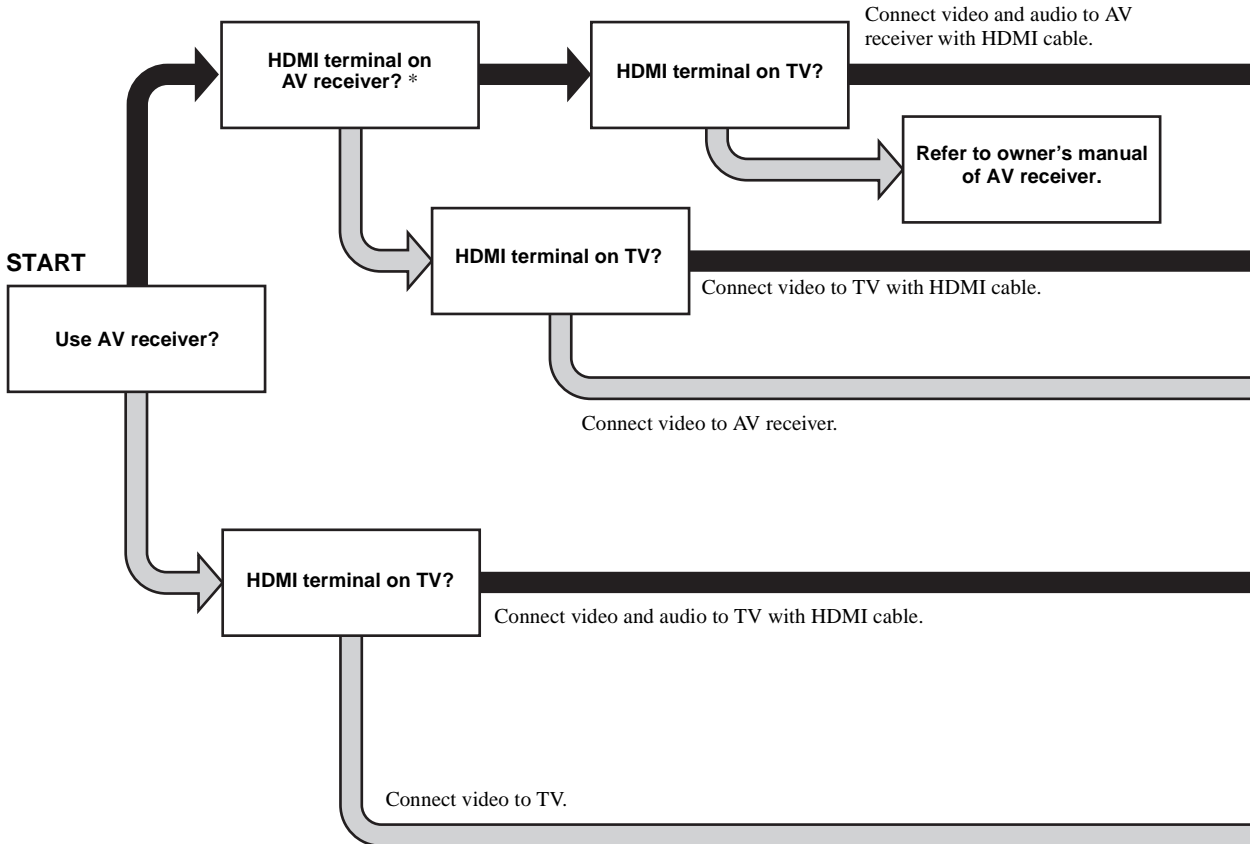 Connect video and audio to AV
receiver with HDMI cable.
HDMI terminal on
AV receiver? *
HDMI terminal on TV?
Refer to owner's manual
of AV receiver.
HDMI terminal on TV?
START
Connect video to TV with HDMI cable.
Use AV receiver?
Connect video to AV receiver.
HDMI terminal on TV?
Connect video and audio to TV with HDMI cable.
Connect video to TV.